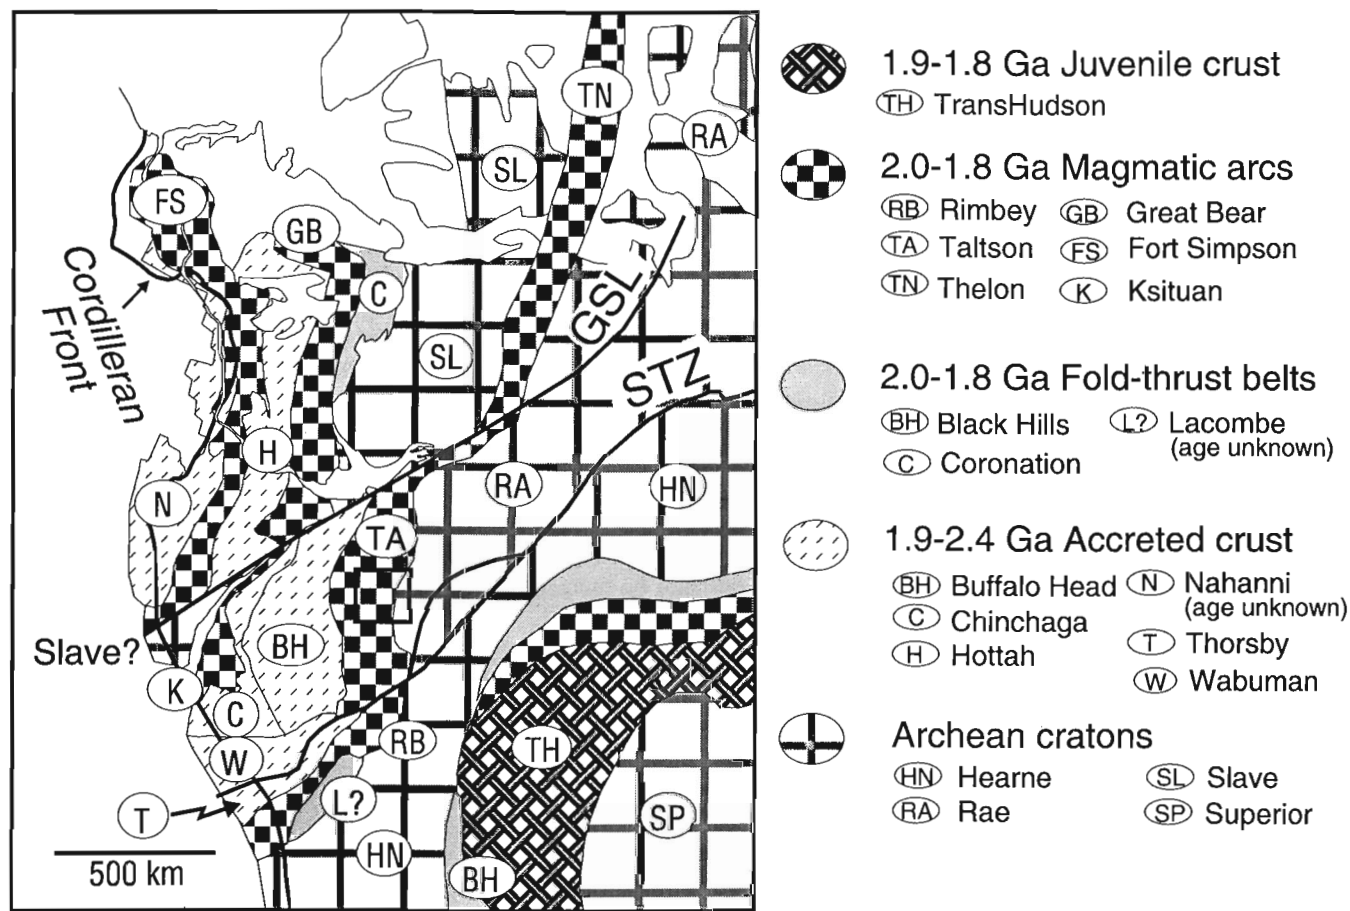 TN
RA
SL
FS
GB
Cordilleran
Front
C
GSL
SL
STZ
H
N
RA
HN
TA
Slave?
BH
K
C
RB
TH
W
L?
T
SP
HN
BH
500 km
1.9-1.8 Ga Juvenile crust
TH TransHudson
2.0-1.8 Ga Magmatic arcs
RB Rimbey GB Great Bear
TA Taltson FS Fort Simpson
TN Thelon K Ksituan
2.0-1.8 Ga Fold-thrust belts
BH Black Hills L? Lacombe
(age unknown)
C Coronation
1.9-2.4 Ga Accreted crust
BH Buffalo Head N Nahanni
(age unknown)
C Chinchaga
T Thorsby
H Hottah
W Wabuman
Archean cratons
HN Hearne SL Slave
RA Rae SP Superior